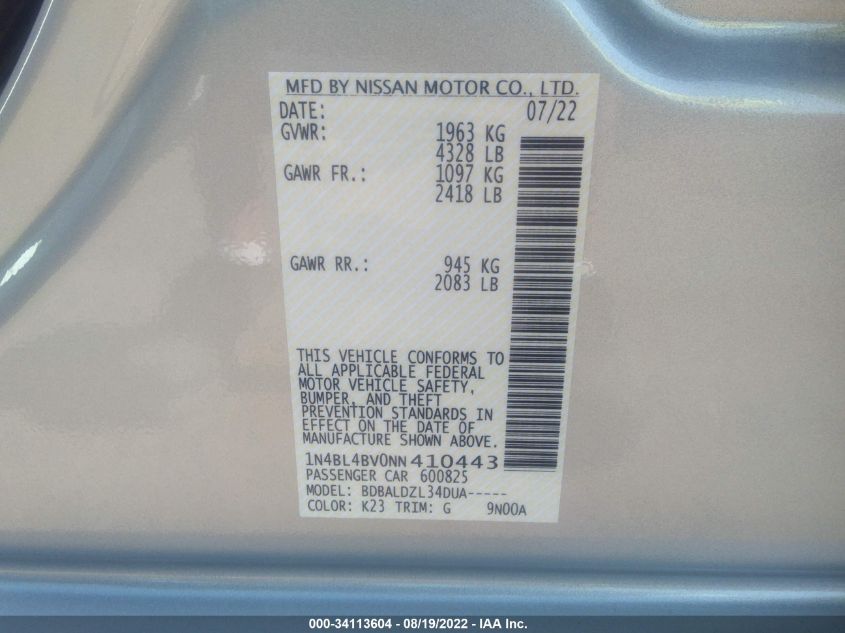 MFD BY NISSAN MOTOR CO., LTD.
DATE: 07/22
GVWR: 1963 KG
4328 LB
GAWR FR.: 1097 KG
2418 LB
GAWR RR.: 945 KG
2083 LB
THIS VEHICLE CONFORMS TO
ALL APPLICABLE FEDERAL
MOTOR VEHICLE SAFETY,
BUMPER, AND THEFT
PREVENTION STANDARDS IN
EFFECT ON THE DATE OF
MANUFACTURE SHOWN ABOVE.
1N4BL4BV0NN410443
PASSENGER CAR 600825
MODEL: BDBALDZL34DUA-----
COLOR: K23 TRIM: G 9N00A
000-34113604 - 08/19/2022 - IAA Inc.